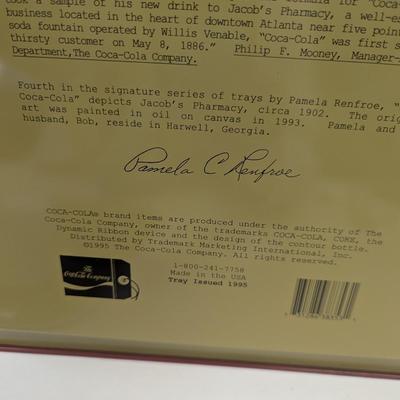 took a sample of his new drink to Jacob's Pharmacy, a well-es
business located in the heart of downtown Atlanta near five point
soda fountain operated by Willis Venable, "Coca-Cola" was first s
thirsty customer on May 8, 1886." Philip F. Mooney, Manager-
Department, The Coca-Cola Company.
Fourth in the signature series of trays by Pamela Renfroe, "
Coca-Cola" depicts Jacob's Pharmacy, circa 1902. The orig
art was painted in oil on canvas in 1993. Pamela and
husband, Bob, reside in Harwell, Georgia.
Pamela C Renfroe
COCA-COLA® brand items are produced under the authority of The
Coca-Cola Company, owner of the trademarks COCA-COLA, COKE, the
Dynamic Ribbon device and the design of the contour bottle.
Distributed by Trademark Marketing International, Inc.
©1995 The Coca-Cola Company. All rights reserved.
The
Coca-Cola Company
1-800-241-7758
Made in the USA
Tray Issued 1995